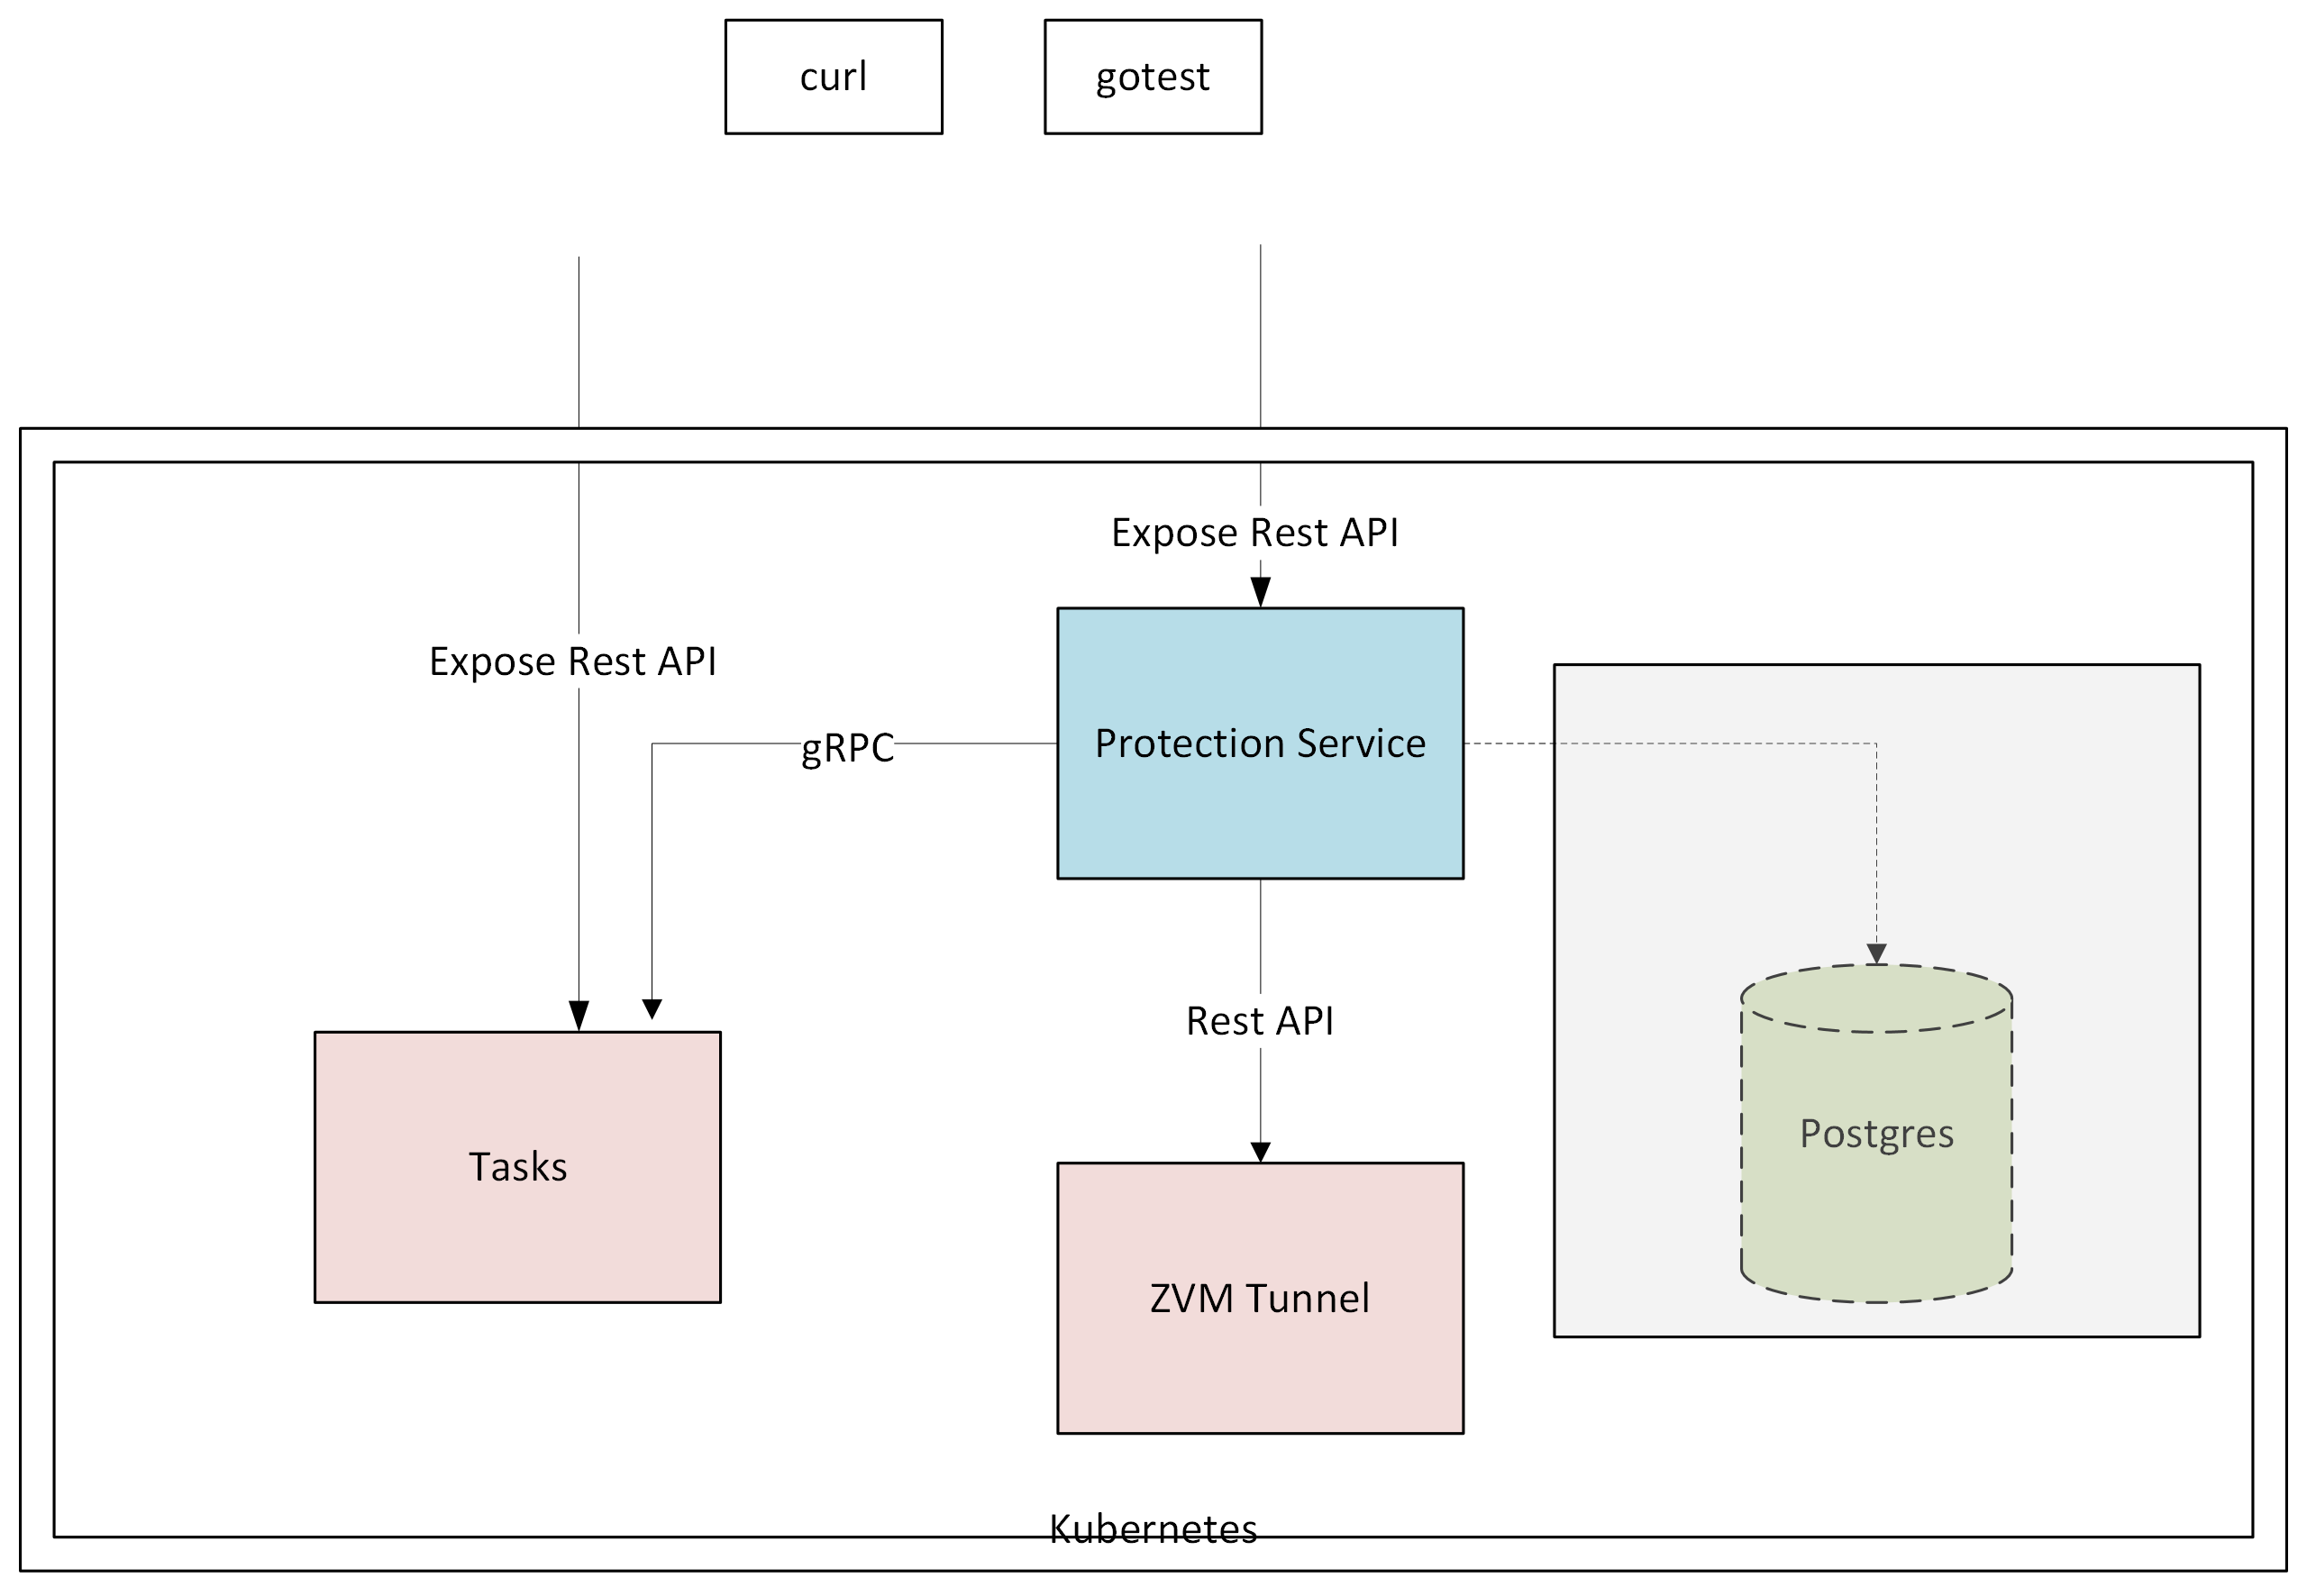 curl
gotest
Expose Rest API
Expose Rest API
gRPC
Protection Service
Rest API
Postgres
Tasks
ZVM Tunnel
Kubernetes